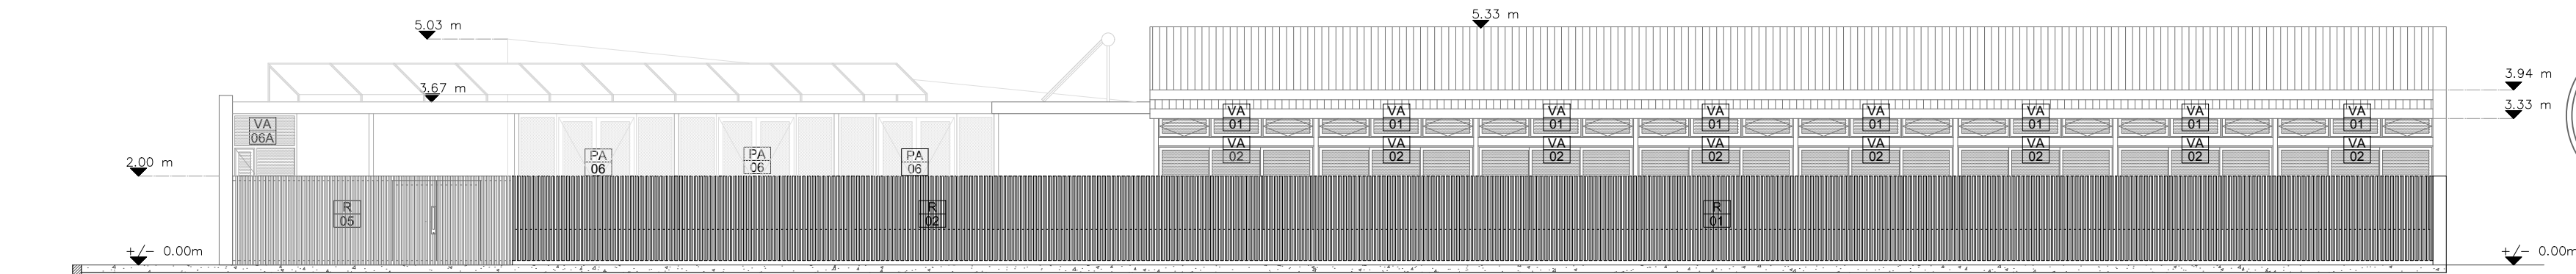 5.33 m
5.03 m
3.94 m
3.67 m
3.33 m
VA VA VA VA VA VA VA VA
01 01 01 01 01 01 01 01
VA
06A
VA VA VA VA VA VA VA VA
02 02 02 02 02 02 02 02
PA PA PA
06 06 06
2.00 m
R R R
05 02 01
+/- 0.00m +/- 0.00m